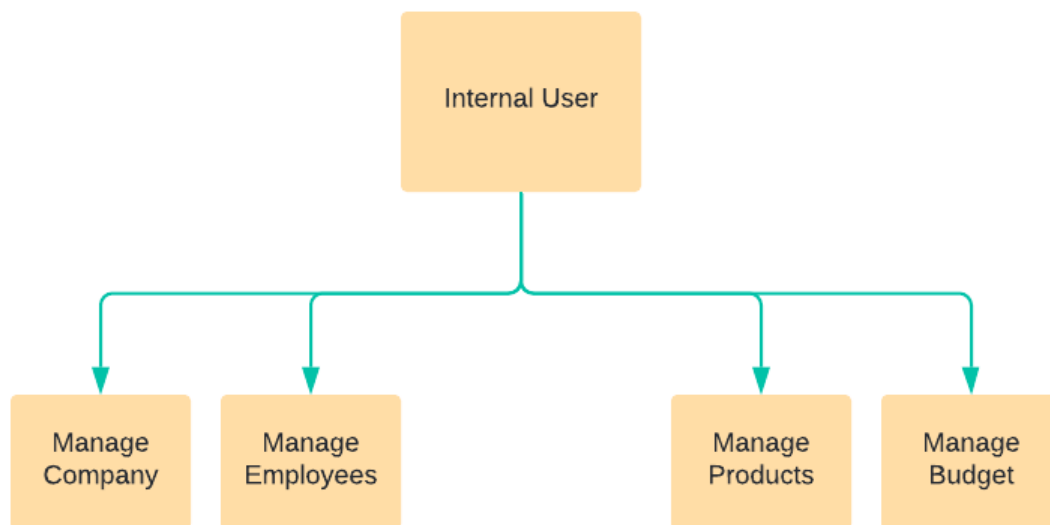 Internal User
Manage
Company
Manage
Employees
Manage
Products
Manage
Budget